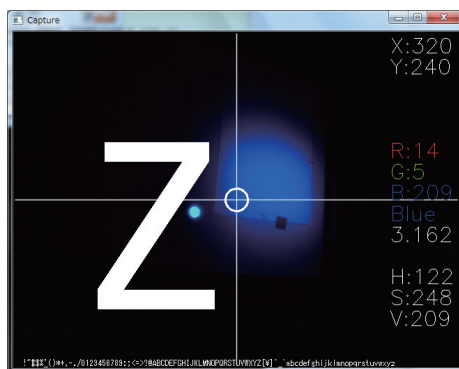 Capture
X:320
Y:240
Z
R:14
G:5
B:209
Blue
3.162
H:122
S:248
V:209
!"#$%'()*+,-./0123456789:;<=>?@ABCDEFGHIJKLMNOPQRSTUVWXYZ[¥]^_`abcdefghijklmnopqrstuvwxyz